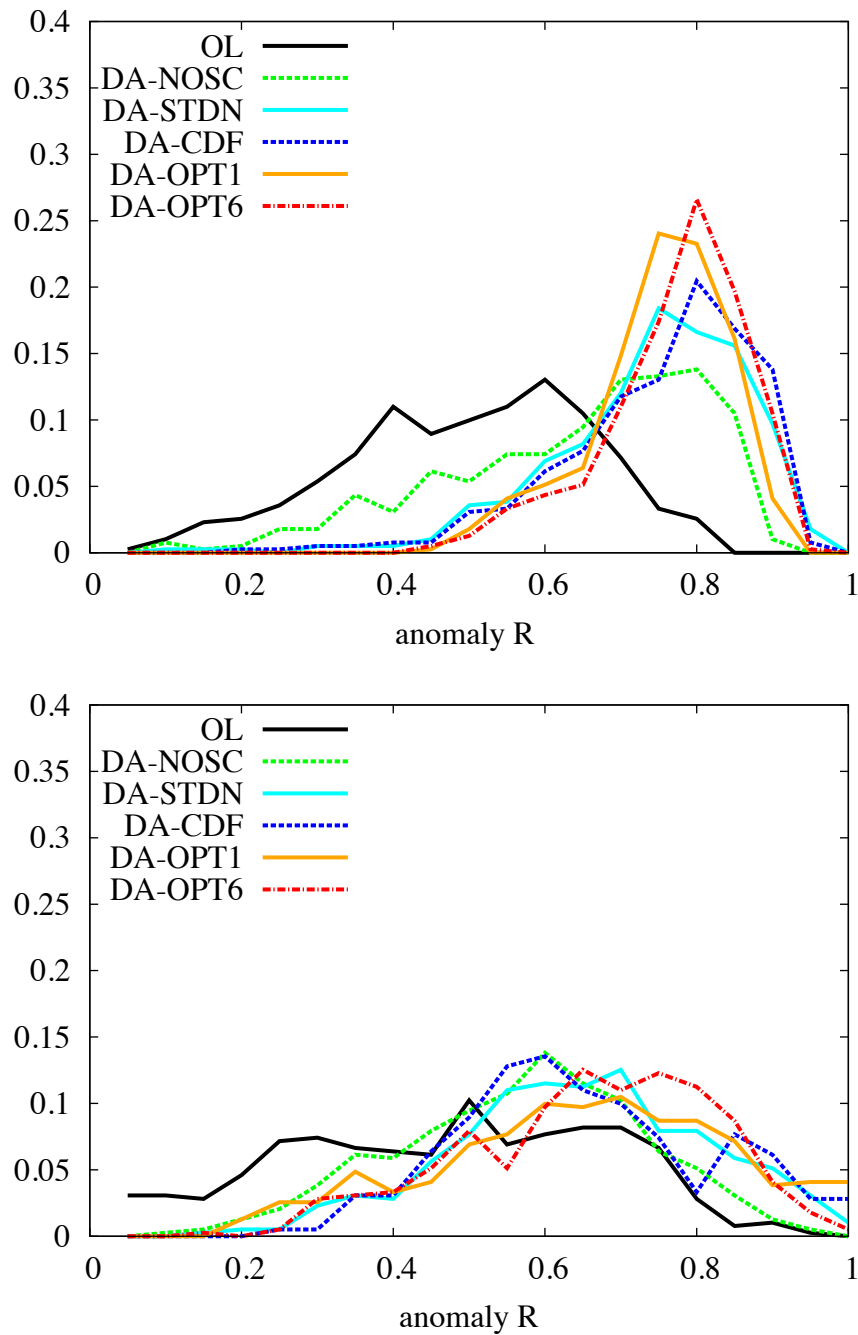 0.4
OL
DA-NOSC
0.35
DA-STDN
0.3
DA-CDF
DA-OPT1
DA-OPT6
0.25
0.2
0.15
0.1
0.05
0
0 0.2 0.4 0.6 0.8 1
anomaly R
0.4
OL
DA-NOSC
0.35
DA-STDN
0.3
DA-CDF
DA-OPT1
DA-OPT6
0.25
0.2
0.15
0.1
0.05
0
0 0.2 0.4 0.6 0.8 1
anomaly R